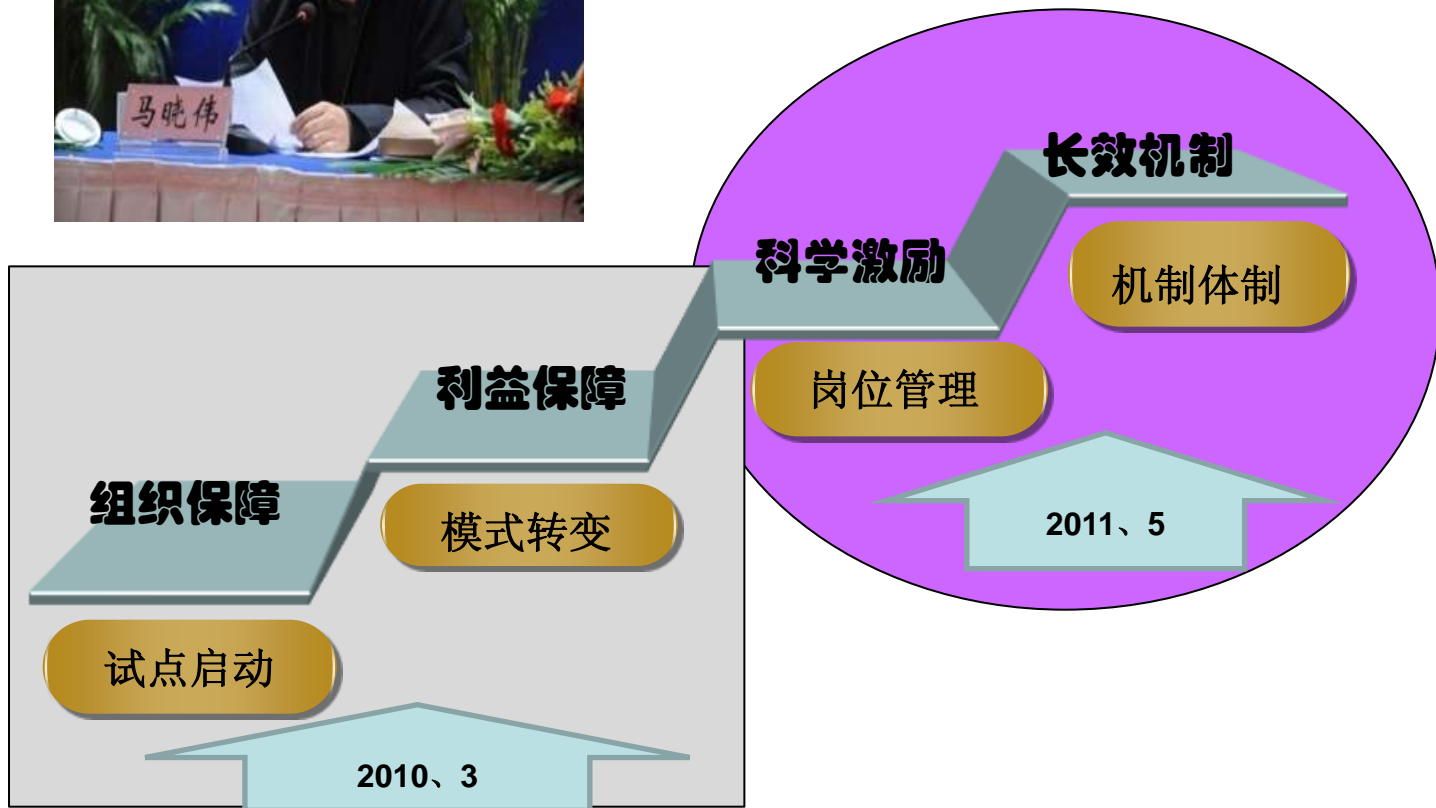 马晓伟
长效机制
机制体制
科学激励
岗位管理
2011、5
利益保障
模式转变
组织保障
试点启动
2010、3